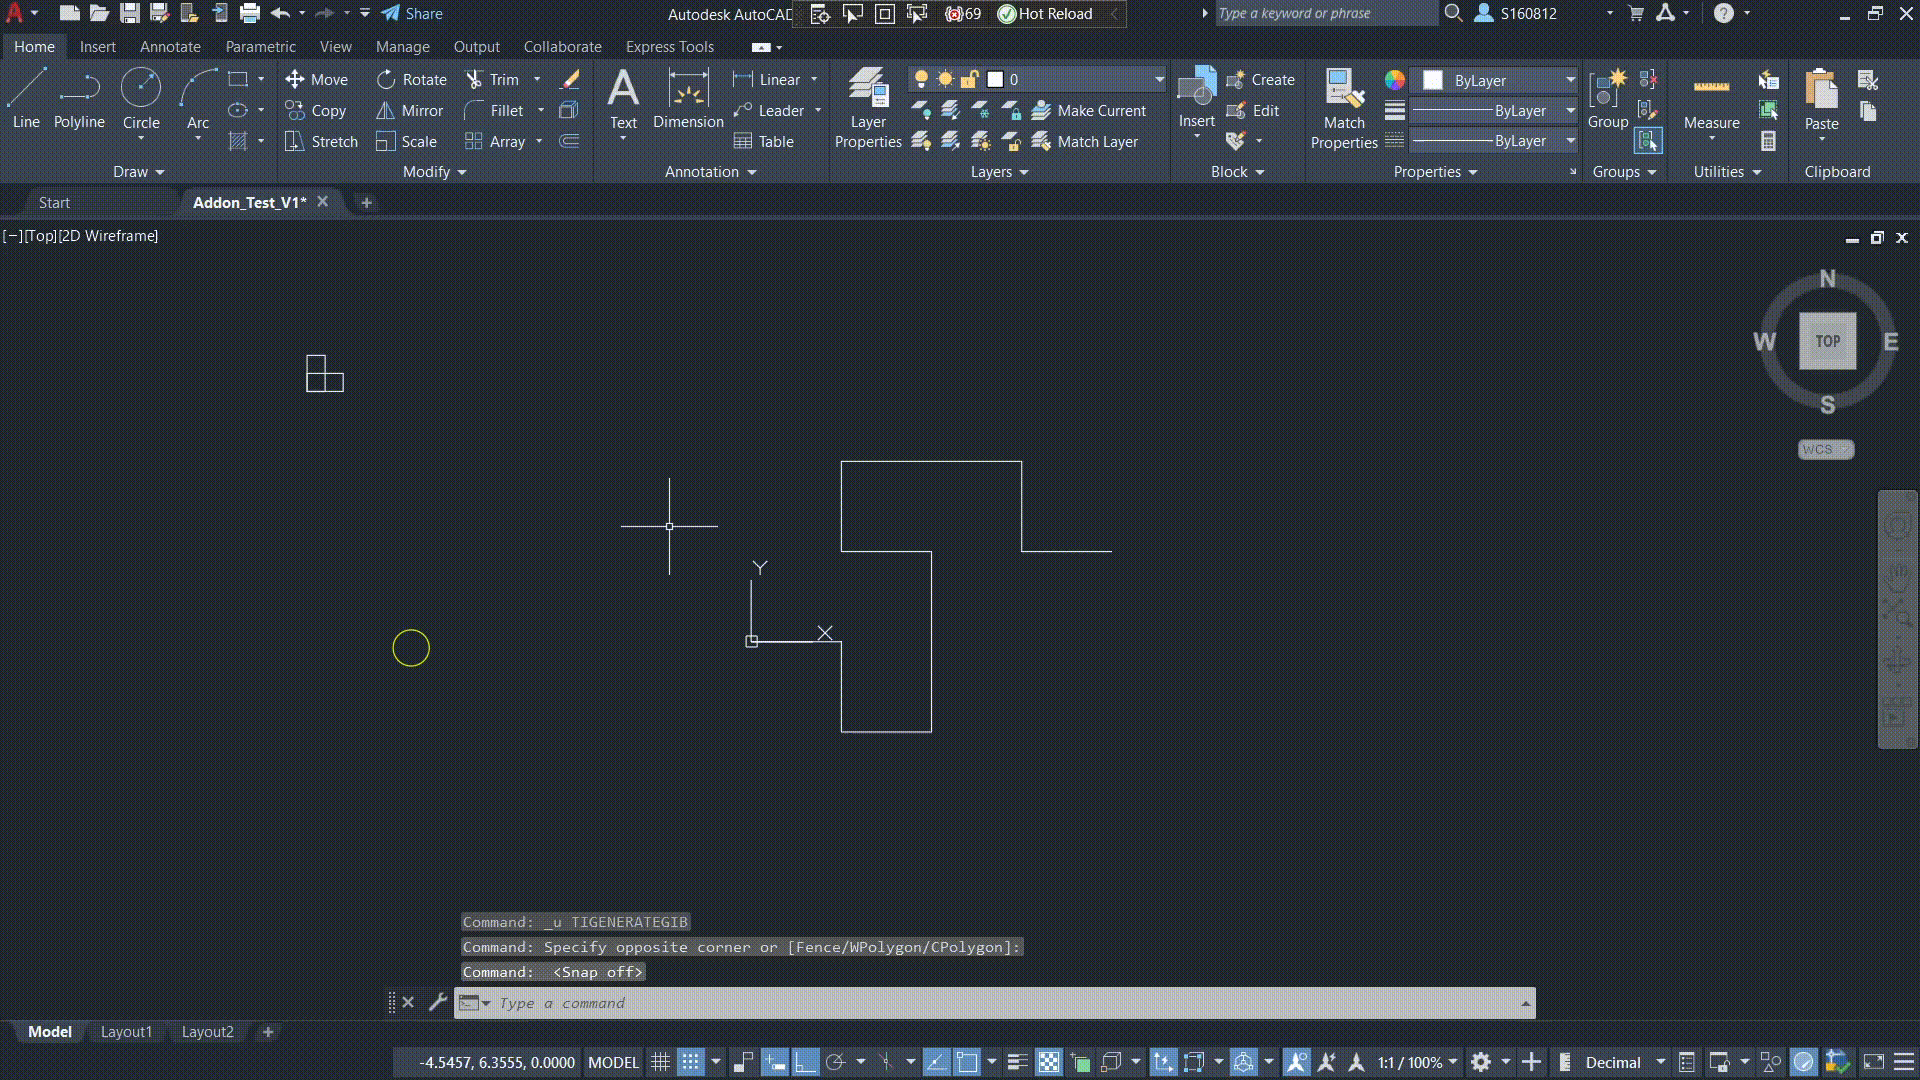 Share
Autodesk AutoCAD
69
Hot Reload
Type a keyword or phrase
S160812
Home
Insert
Annotate
Parametric
View
Manage
Output
Collaborate
Express Tools
Line
Polyline
Circle
Arc
Move
Rotate
Trim
Copy
Mirror
Fillet
Stretch
Scale
Array
Text
Dimension
Linear
Leader
Table
Layer Properties
0
Make Current
Match Layer
Insert
Create
Edit
Match Properties
ByLayer
ByLayer
ByLayer
Group
Measure
Paste
Draw
Modify
Annotation
Layers
Block
Properties
Groups
Utilities
Clipboard
Start
Addon_Test_V1*
[−][Top][2D Wireframe]
N
W
TOP
E
S
WCS
Y
X
Command: _u TIGENERATEGIB
Command: Specify opposite corner or [Fence/WPolygon/CPolygon]:
Command:  <Snap off>
Type a command
Model
Layout1
Layout2
-4.5457, 6.3555, 0.0000
MODEL
1:1 / 100%
Decimal